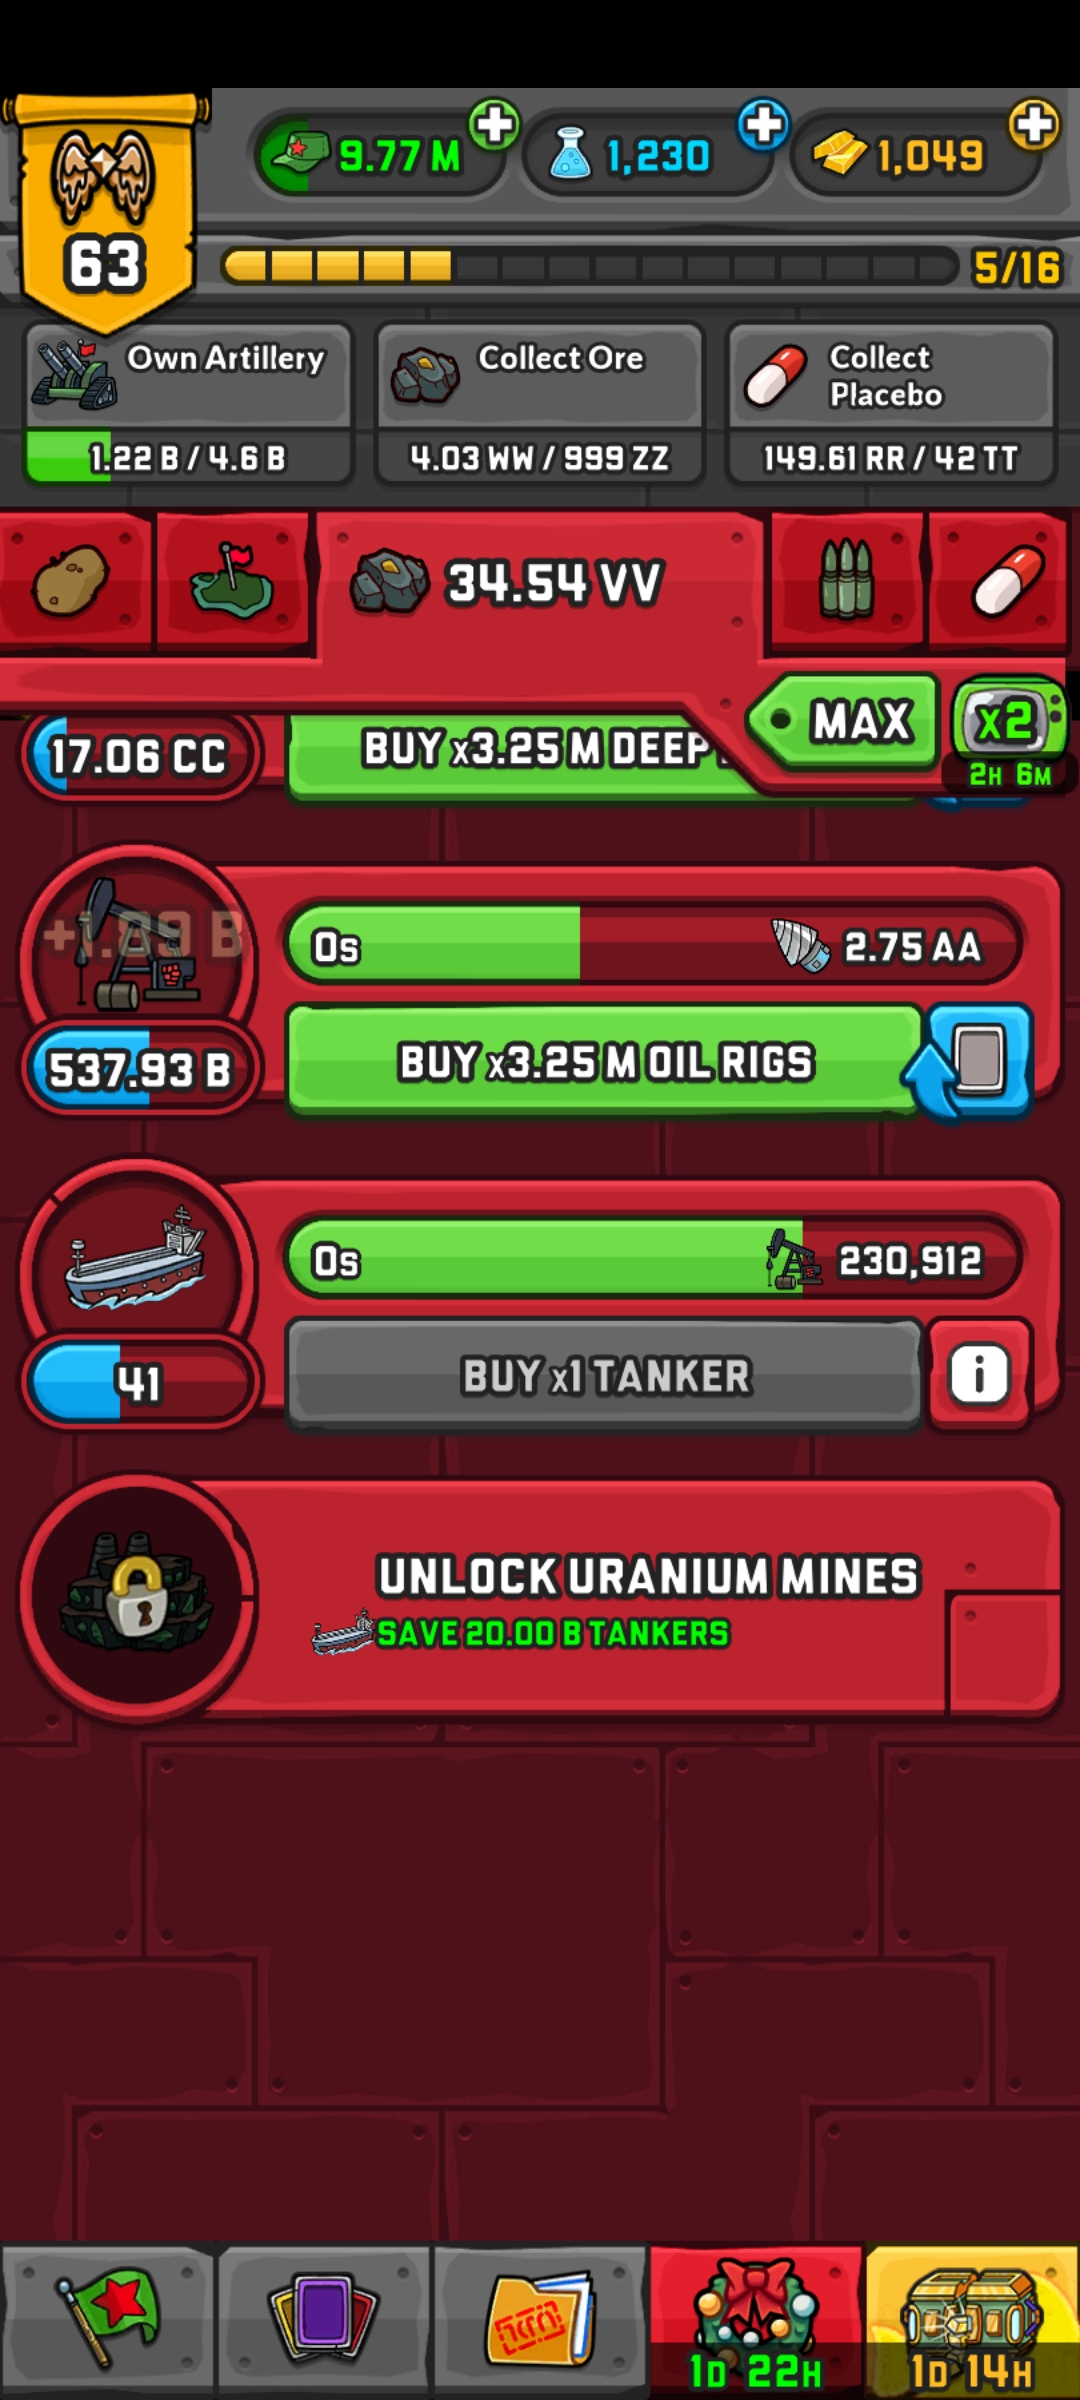 9.77 M
1,230
1,049
63
5/16
Own Artillery
1.22 B / 4.6 B
Collect Ore
4.03 WW / 999 ZZ
Collect
Placebo
149.61 RR / 42 TT
34.54 VV
MAX
x2
2H 6M
17.06 CC
BUY x3.25 M DEEP
+1.89 B
0s
2.75 AA
537.93 B
BUY x3.25 M OIL RIGS
0s
230,912
41
BUY x1 TANKER
i
UNLOCK URANIUM MINES
SAVE 20.00 B TANKERS
1D 22H
1D 14H